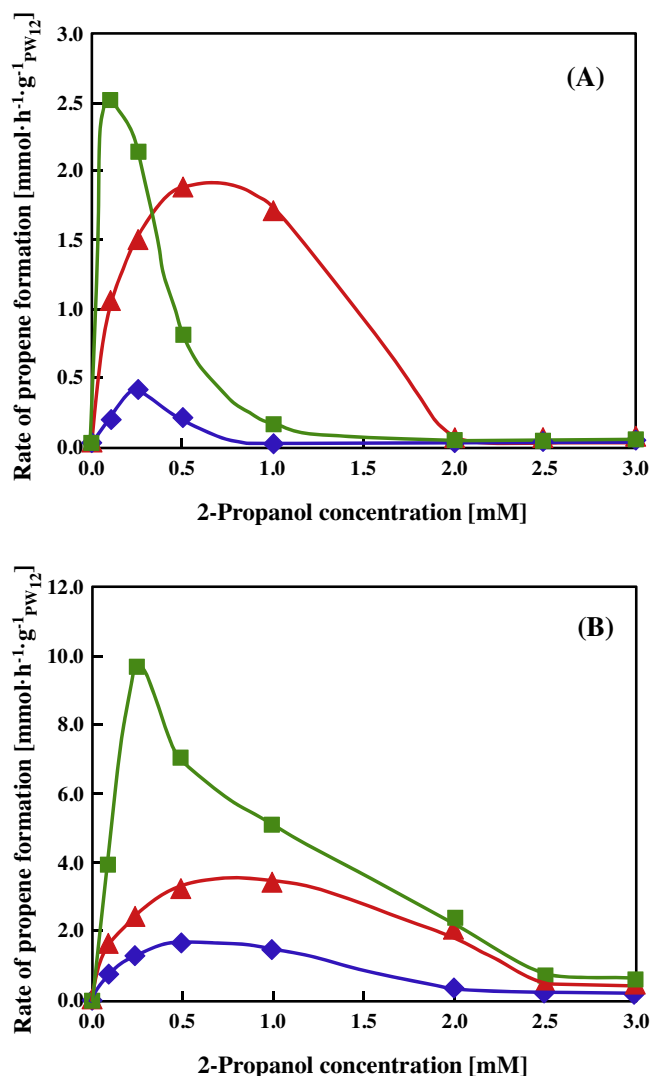 3.0
(A)
2.5
2.0
1.5
1.0
0.5
0.0
Rate of propene formation [mmol·h⁻¹·g⁻¹PW₁₂]
0.0 0.5 1.0 1.5 2.0 2.5 3.0
2-Propanol concentration [mM]
12.0
(B)
10.0
8.0
6.0
4.0
2.0
0.0
Rate of propene formation [mmol·h⁻¹·g⁻¹PW₁₂]
0.0 0.5 1.0 1.5 2.0 2.5 3.0
2-Propanol concentration [mM]